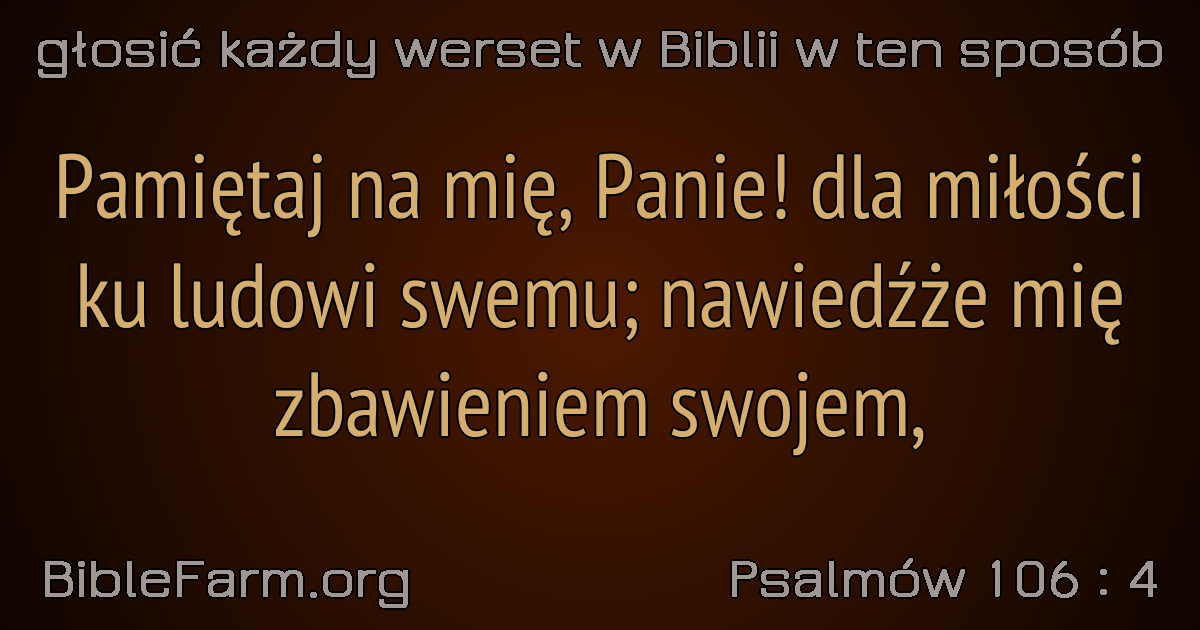 głosić każdy werset w Biblii w ten sposób
Pamiętaj na mię, Panie! dla miłości
ku ludowi swemu; nawiedźże mię
zbawieniem swojem,
BibleFarm.org
Psalmów 106 : 4